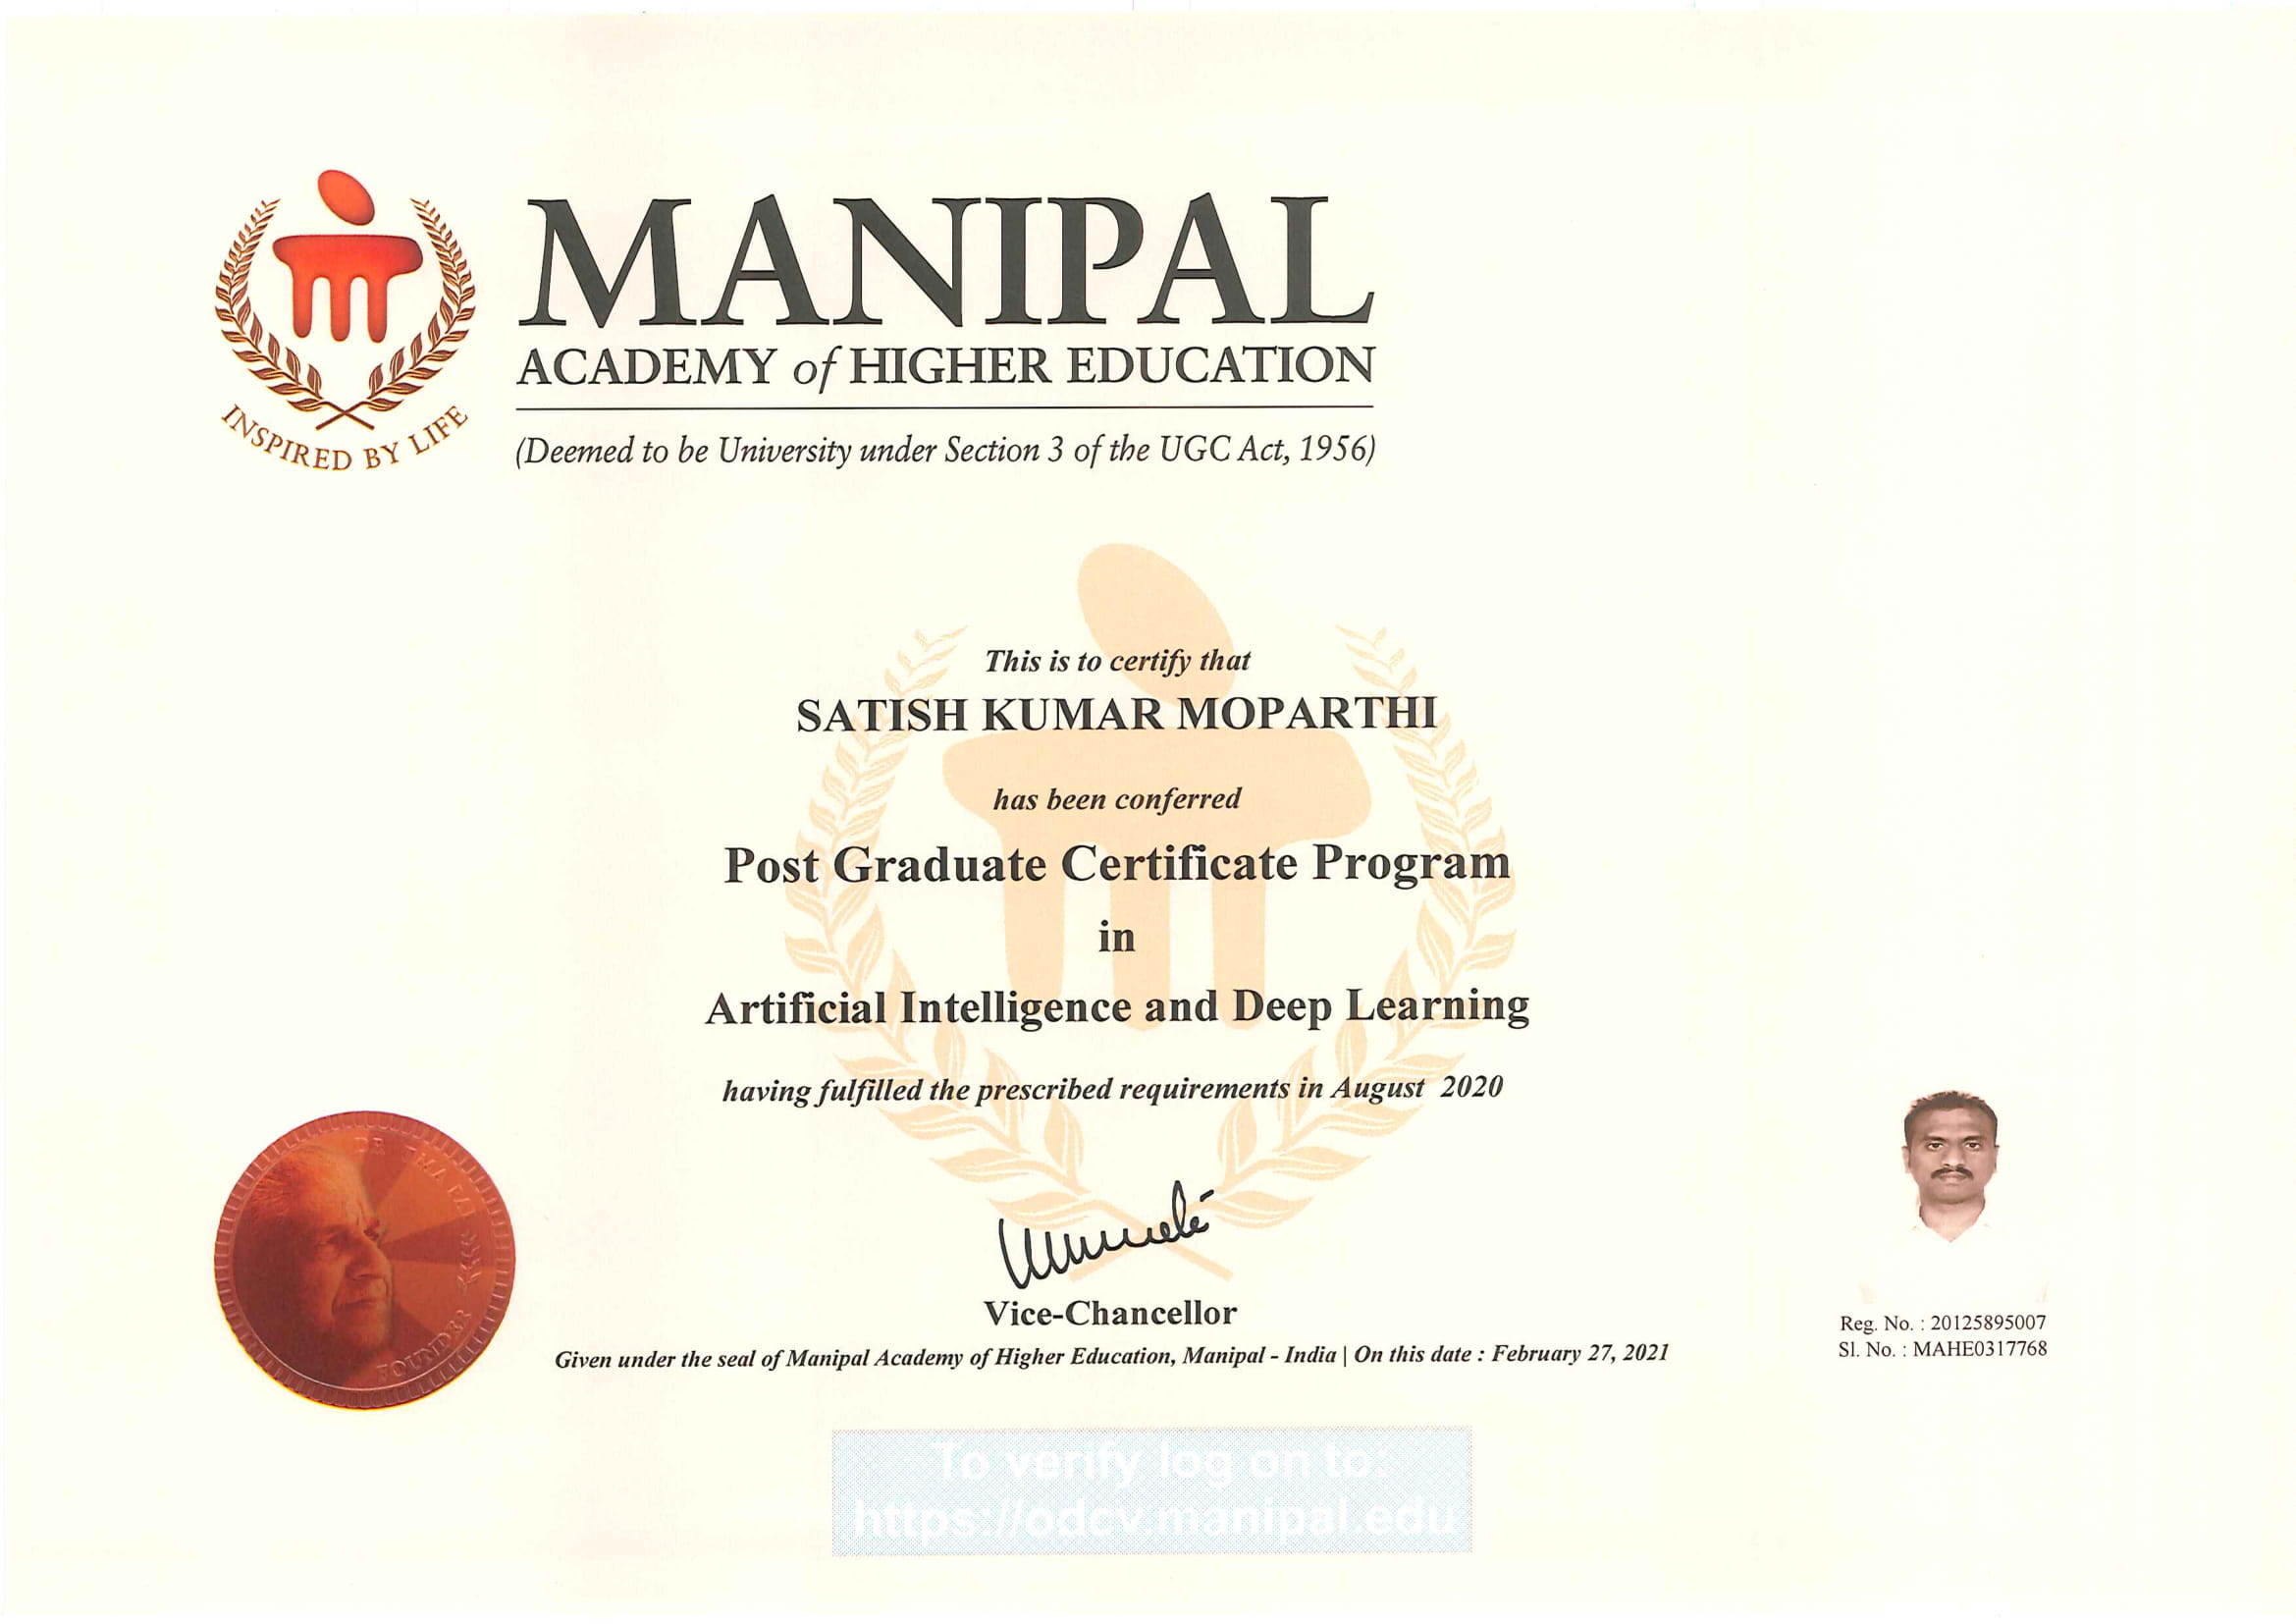 MANIPAL
ACADEMY of HIGHER EDUCATION
(Deemed to be University under Section 3 of the UGC Act, 1956)
INSPIRED BY LIFE
This is to certify that
SATISH KUMAR MOPARTHI
has been conferred
Post Graduate Certificate Program
in
Artificial Intelligence and Deep Learning
having fulfilled the prescribed requirements in August 2020
DR TMA PAI
FOUNDER
Vice-Chancellor
Given under the seal of Manipal Academy of Higher Education, Manipal - India | On this date : February 27, 2021
Reg. No. : 20125895007
Sl. No. : MAHE0317768
To verify log on to:
https://odcv.manipal.edu